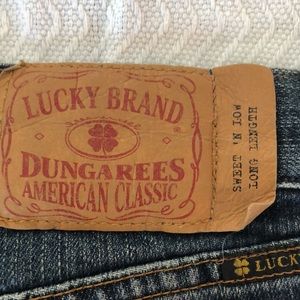 LUCKY BRAND
®
DUNGAREES
AMERICAN CLASSIC
SWEET 'N LOW
LONG LENGTH
LUCK